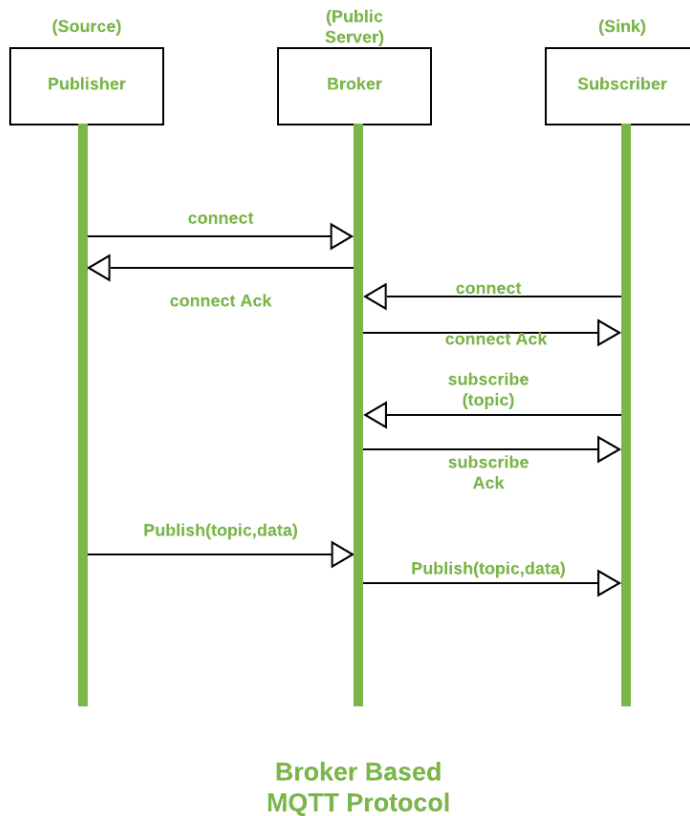 (Source)
(Public
Server)
(Sink)
Publisher
Broker
Subscriber
connect
connect Ack
connect
connect Ack
subscribe
(topic)
subscribe
Ack
Publish(topic,data)
Publish(topic,data)
Broker Based
MQTT Protocol